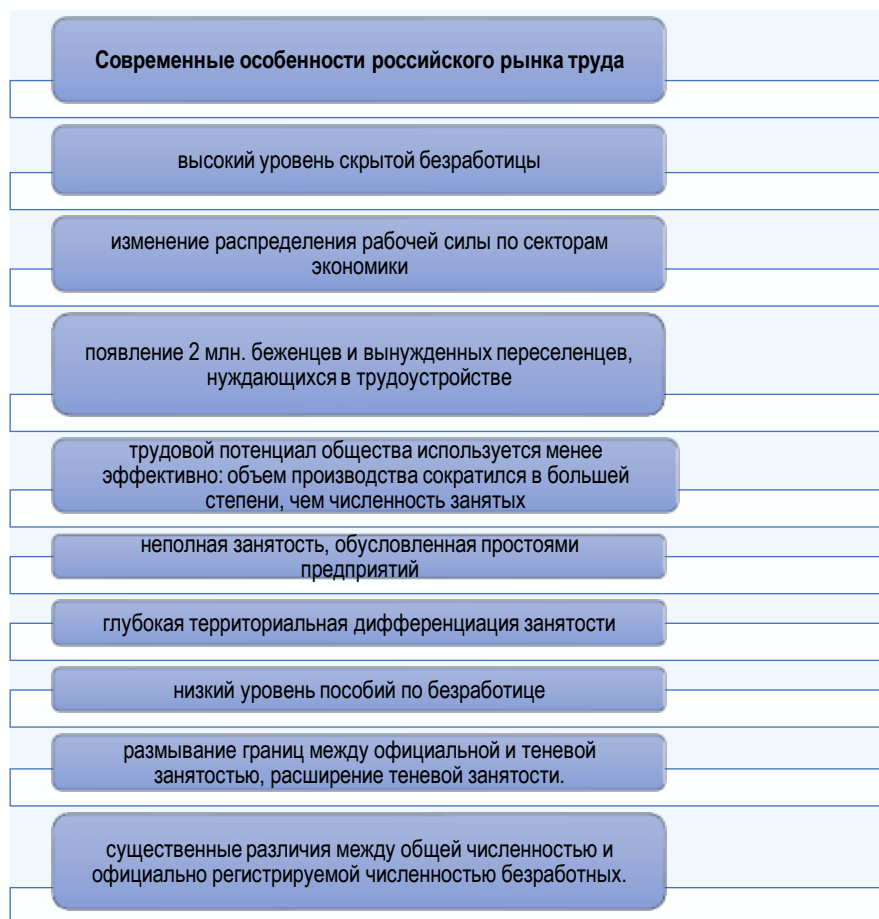 Современные особенности российского рынка труда
высокий уровень скрытой безработицы
изменение распределения рабочей силы по секторам
экономики
появление 2 млн. беженцев и вынужденных переселенцев,
нуждающихся в трудоустройстве
трудовой потенциал общества используется менее
эффективно: объем производства сократился в большей
степени, чем численность занятых
неполная занятость, обусловленная простоями
предприятий
глубокая территориальная дифференциация занятости
низкий уровень пособий по безработице
размывание границ между официальной и теневой
занятостью, расширение теневой занятости.
существенные различия между общей численностью и
официально регистрируемой численностью безработных.